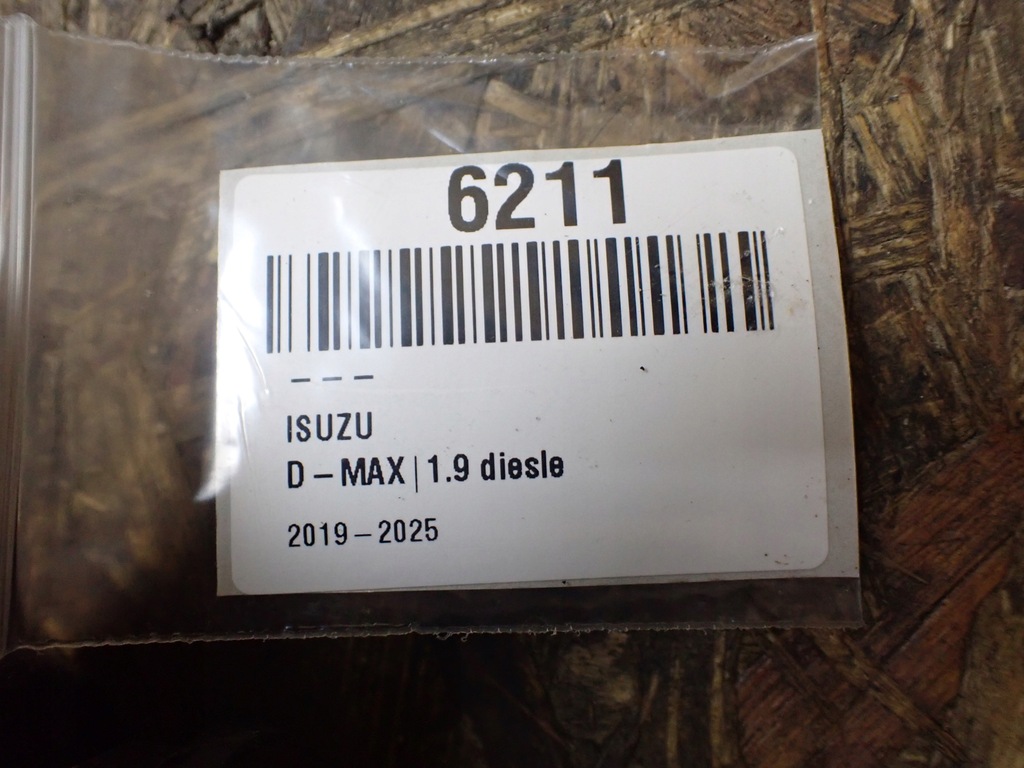 6211
– – –
ISUZU
D – MAX | 1.9 diesle
2019 – 2025